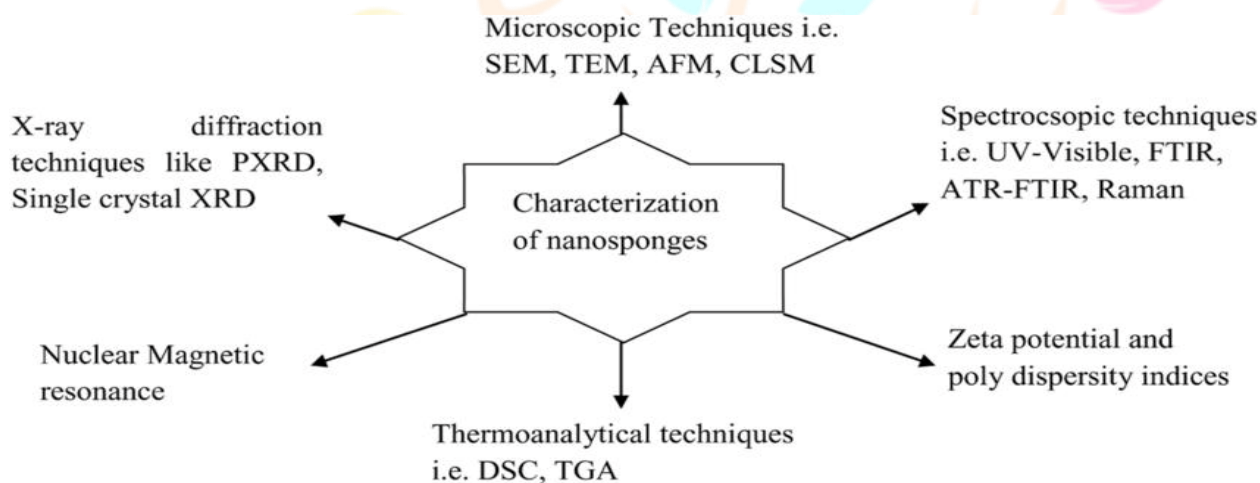 Microscopic Techniques i.e.
SEM, TEM, AFM, CLSM
X-ray diffraction
techniques like PXRD,
Single crystal XRD
Spectrocsopic techniques
i.e. UV-Visible, FTIR,
ATR-FTIR, Raman
Characterization
of nanosponges
Nuclear Magnetic
resonance
Zeta potential and
poly dispersity indices
Thermoanalytical techniques
i.e. DSC, TGA